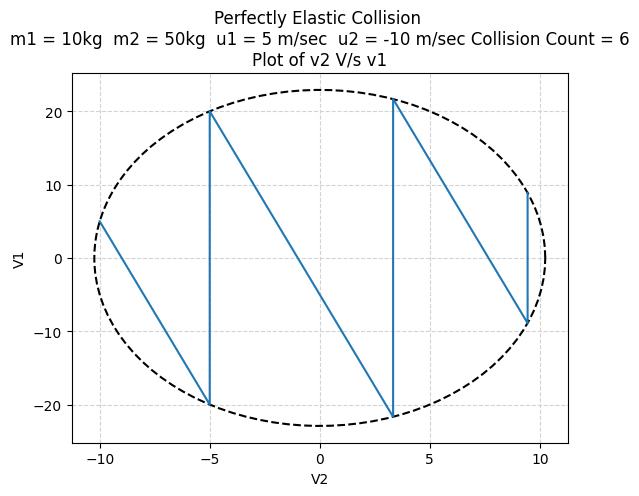 Perfectly Elastic Collision
m1 = 10kg  m2 = 50kg  u1 = 5 m/sec  u2 = -10 m/sec Collision Count = 6
Plot of v2 V/s v1
20
10
0
−10
−20
V1
−10
−5
0
5
10
V2